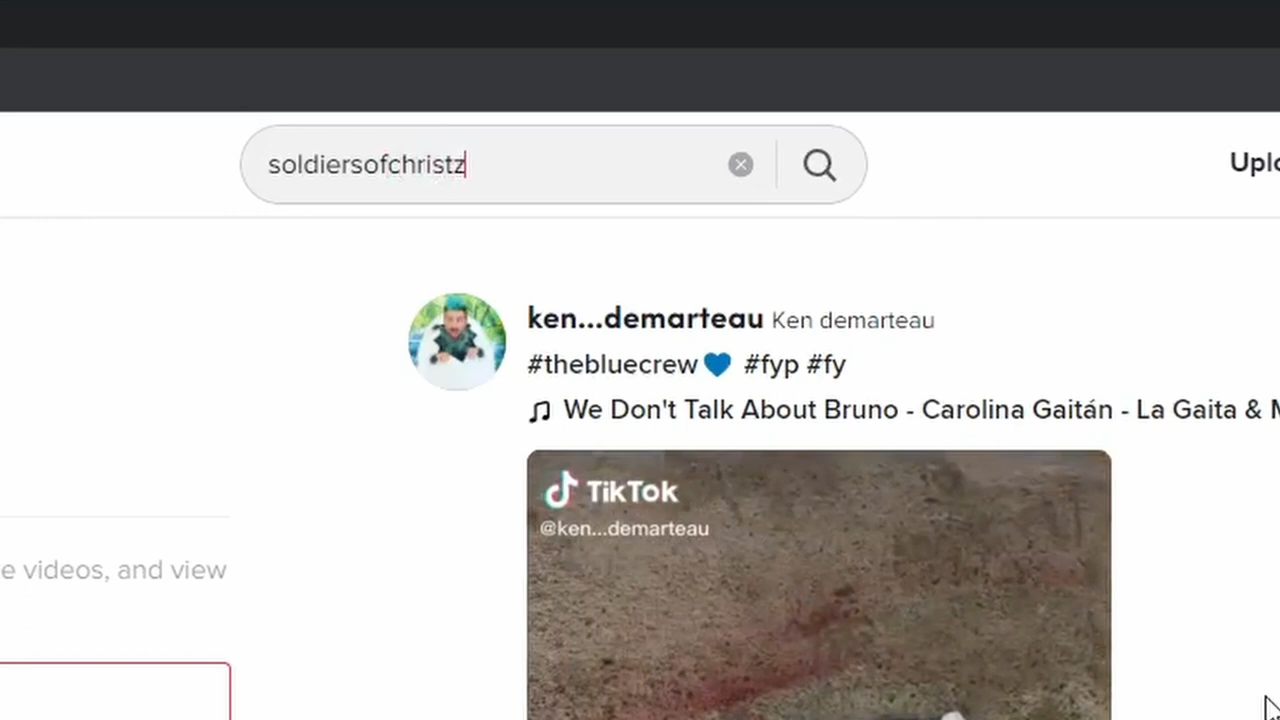 soldiersofchristz
Uplo
ken...demarteau Ken demarteau
#thebluecrew💙 #fyp #fy
We Don't Talk About Bruno - Carolina Gaitán - La Gaita & M
TikTok
@ken...demarteau
e videos, and view